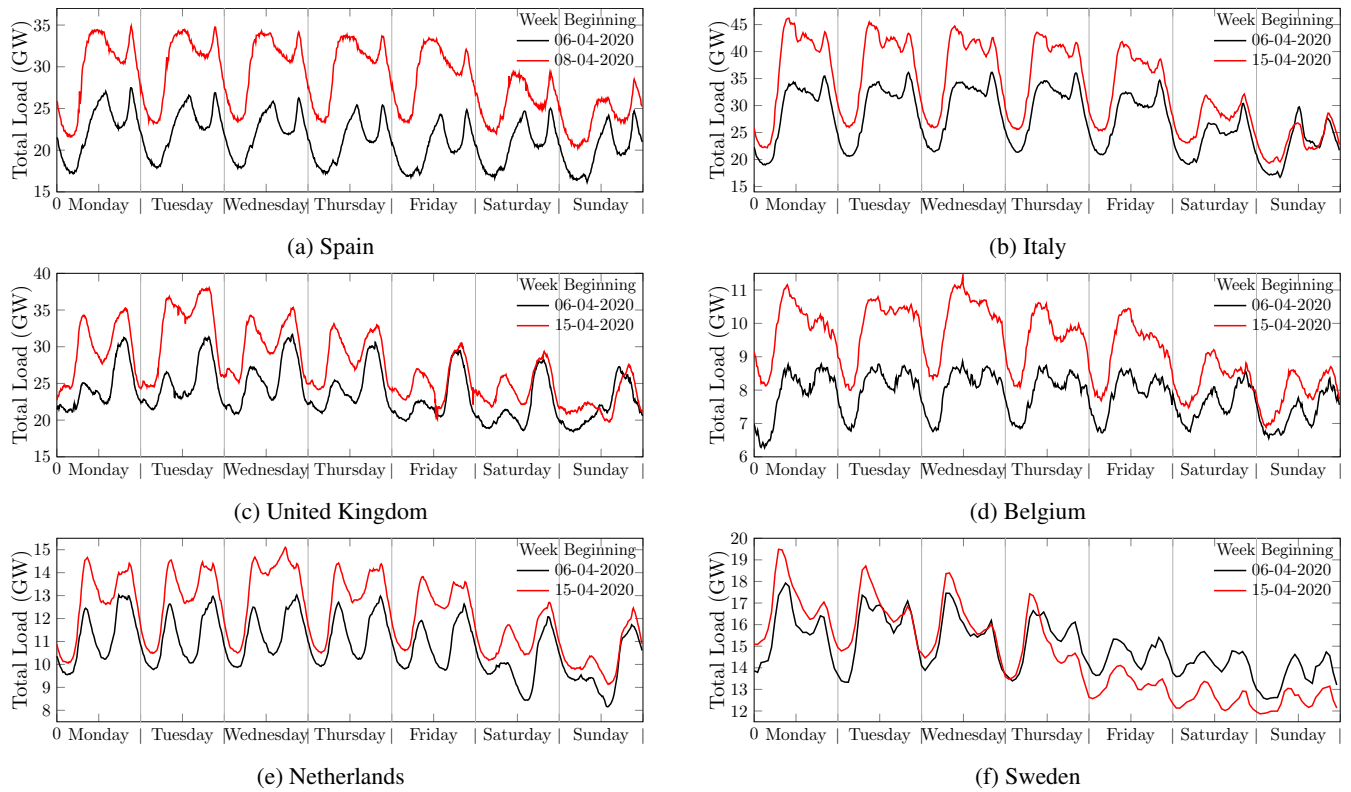 Total Load (GW)
35
30
25
20
15
Week Beginning
06-04-2020
08-04-2020
0 Monday | Tuesday | Wednesday | Thursday | Friday | Saturday | Sunday |
(a) Spain
Total Load (GW)
45
40
35
30
25
20
15
Week Beginning
06-04-2020
15-04-2020
0 Monday | Tuesday | Wednesday | Thursday | Friday | Saturday | Sunday |
(b) Italy
Total Load (GW)
40
35
30
25
20
15
Week Beginning
06-04-2020
15-04-2020
0 Monday | Tuesday | Wednesday | Thursday | Friday | Saturday | Sunday |
(c) United Kingdom
Total Load (GW)
11
10
9
8
7
6
Week Beginning
06-04-2020
15-04-2020
0 Monday | Tuesday | Wednesday | Thursday | Friday | Saturday | Sunday |
(d) Belgium
Total Load (GW)
15
14
13
12
11
10
9
8
Week Beginning
06-04-2020
15-04-2020
0 Monday | Tuesday | Wednesday | Thursday | Friday | Saturday | Sunday |
(e) Netherlands
Total Load (GW)
20
19
18
17
16
15
14
13
12
Week Beginning
06-04-2020
15-04-2020
0 Monday | Tuesday | Wednesday | Thursday | Friday | Saturday | Sunday |
(f) Sweden